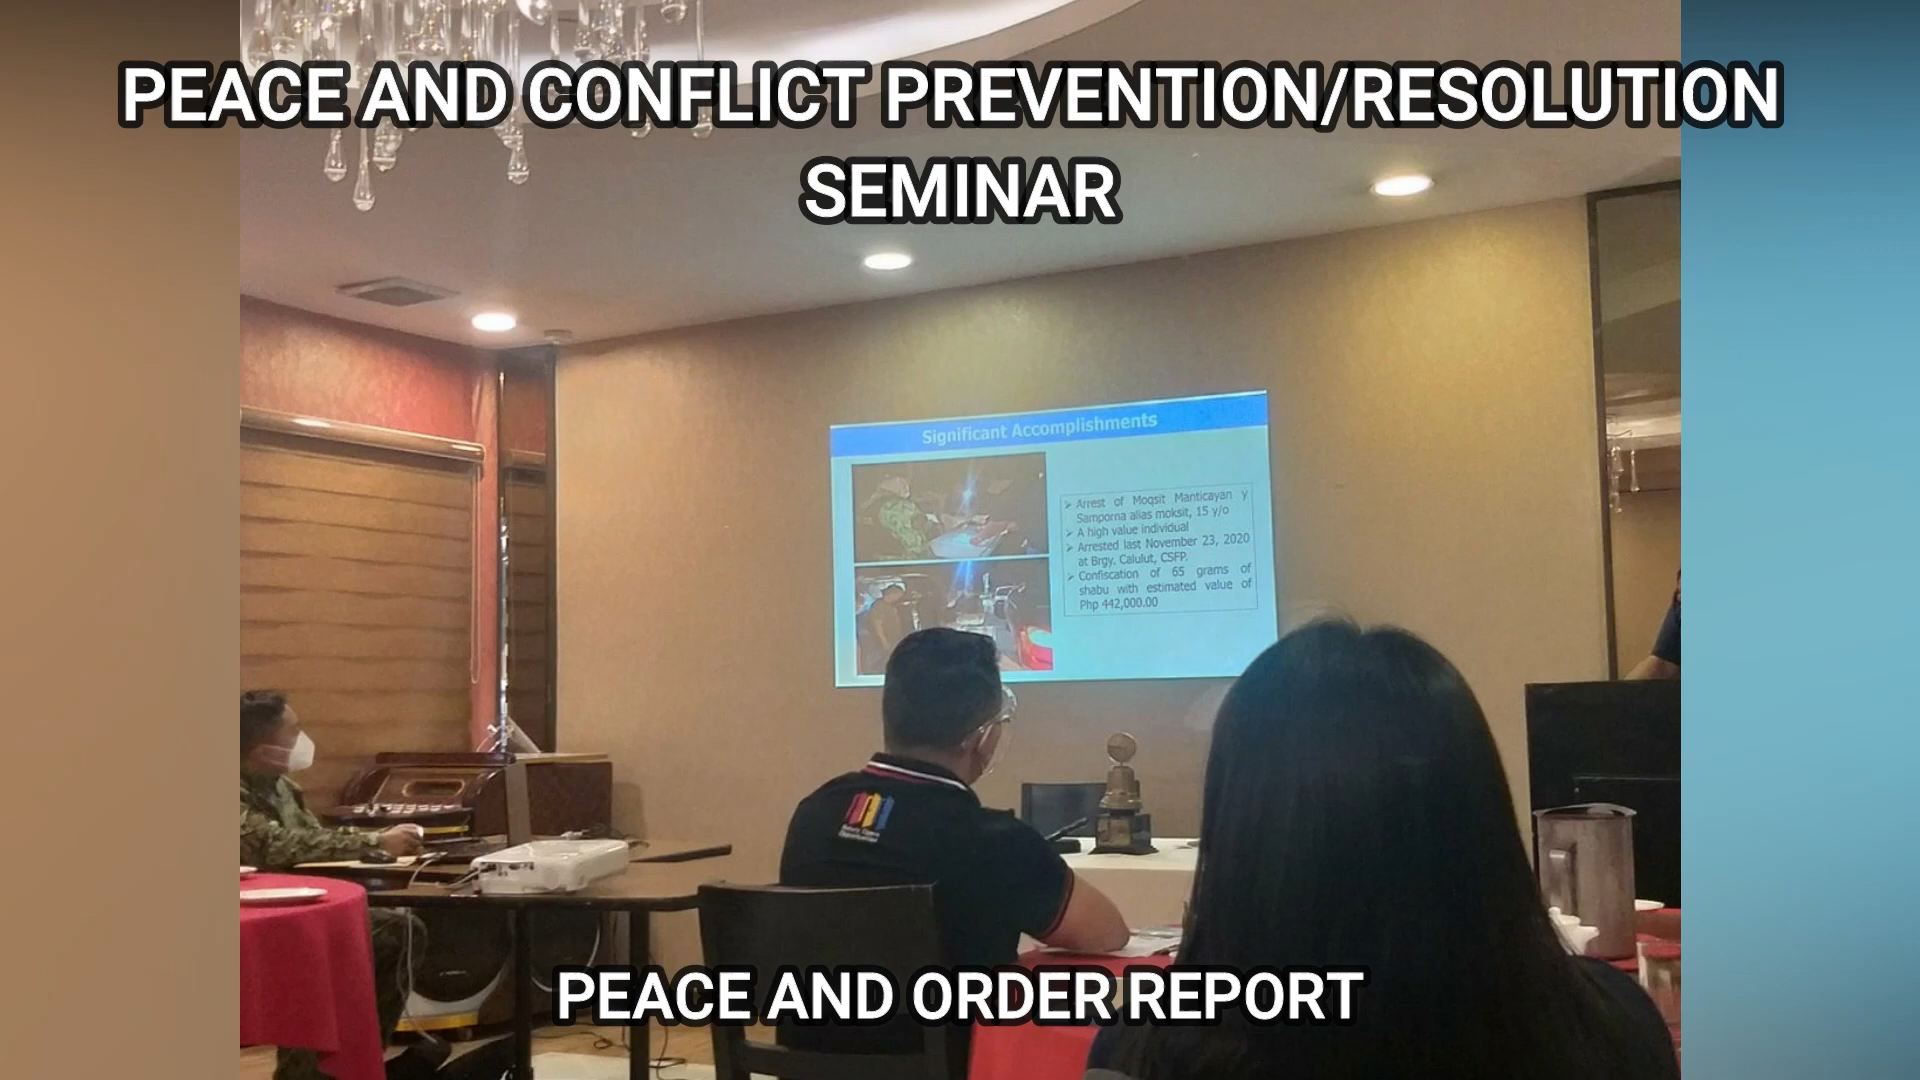 PEACE AND CONFLICT PREVENTION/RESOLUTION
SEMINAR
Significant Accomplishments
➢ Arrest of Moqsit Manticayan y
Samporna alias moksit, 15 y/o
➢ A high value individual
➢ Arrested last November 23, 2020
at Brgy. Calulut, CSFP.
➢ Confiscation of 65 grams of
shabu with estimated value of
Php 442,000.00
PEACE AND ORDER REPORT